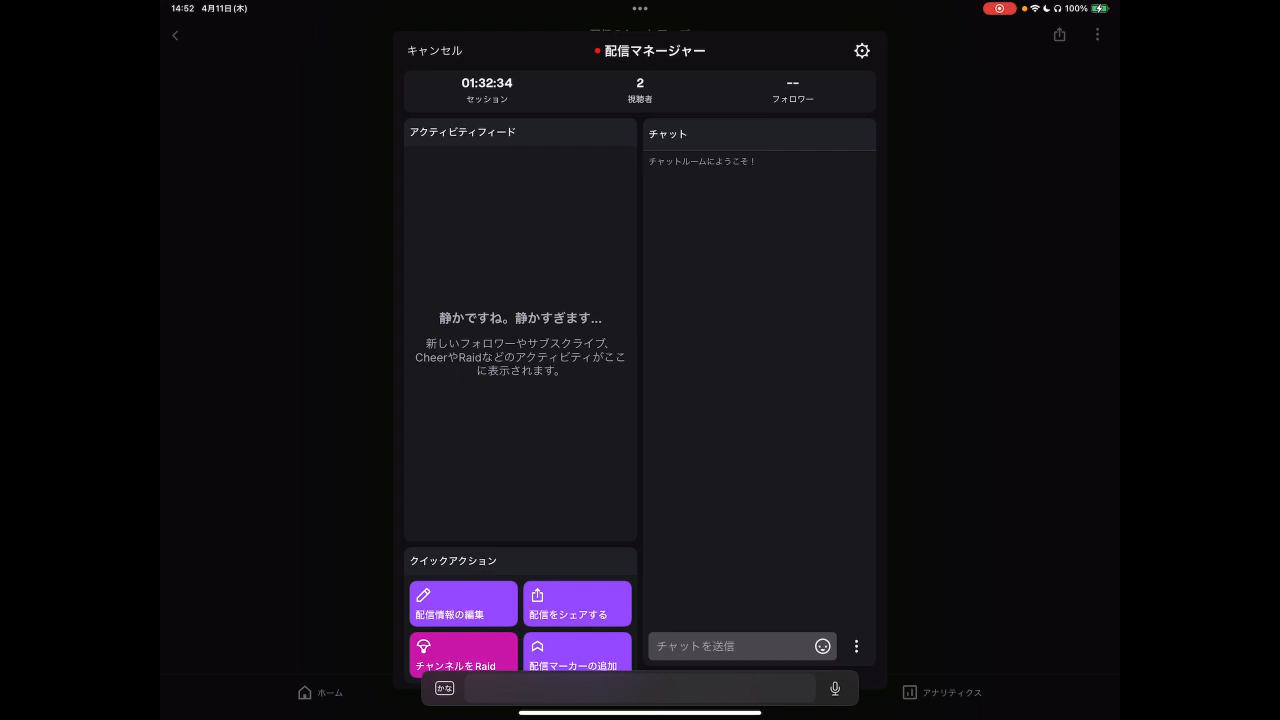 14:52 4月11日(木)
100%
キャンセル
配信マネージャー
01:32:34
セッション
2
視聴者
--
フォロワー
アクティビティフィード
静かですね。静かすぎます...
新しいフォロワーやサブスクライブ、
CheerやRaidなどのアクティビティがここ
に表示されます。
クイックアクション
配信情報の編集
配信をシェアする
チャンネルをRaid
配信マーカーの追加
チャット
チャットルームにようこそ！
チャットを送信
かな
ホーム
アナリティクス